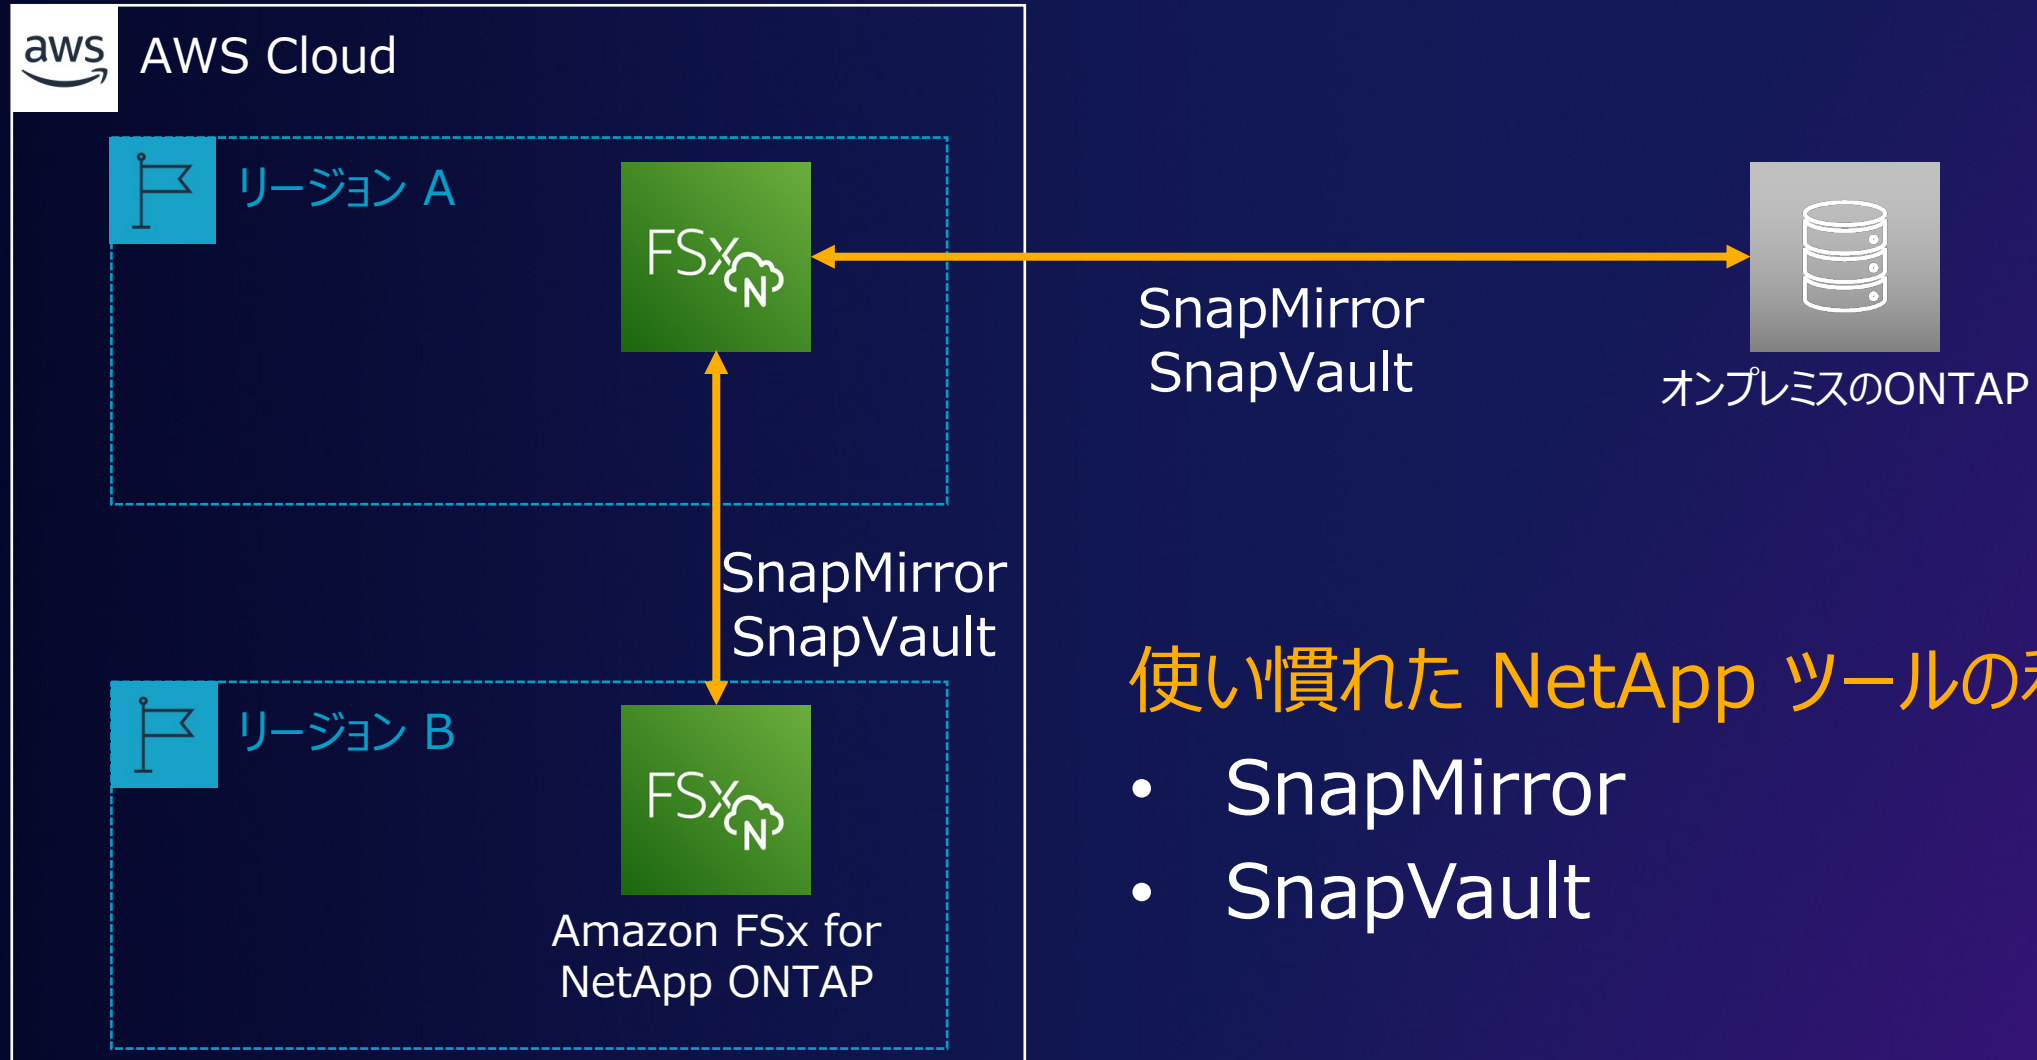 aws
AWS Cloud
リージョン A
FSx N
SnapMirror
SnapVault
オンプレミスのONTAP
SnapMirror
SnapVault
リージョン B
FSx N
Amazon FSx for
NetApp ONTAP
使い慣れた NetApp ツールの
• SnapMirror
• SnapVault